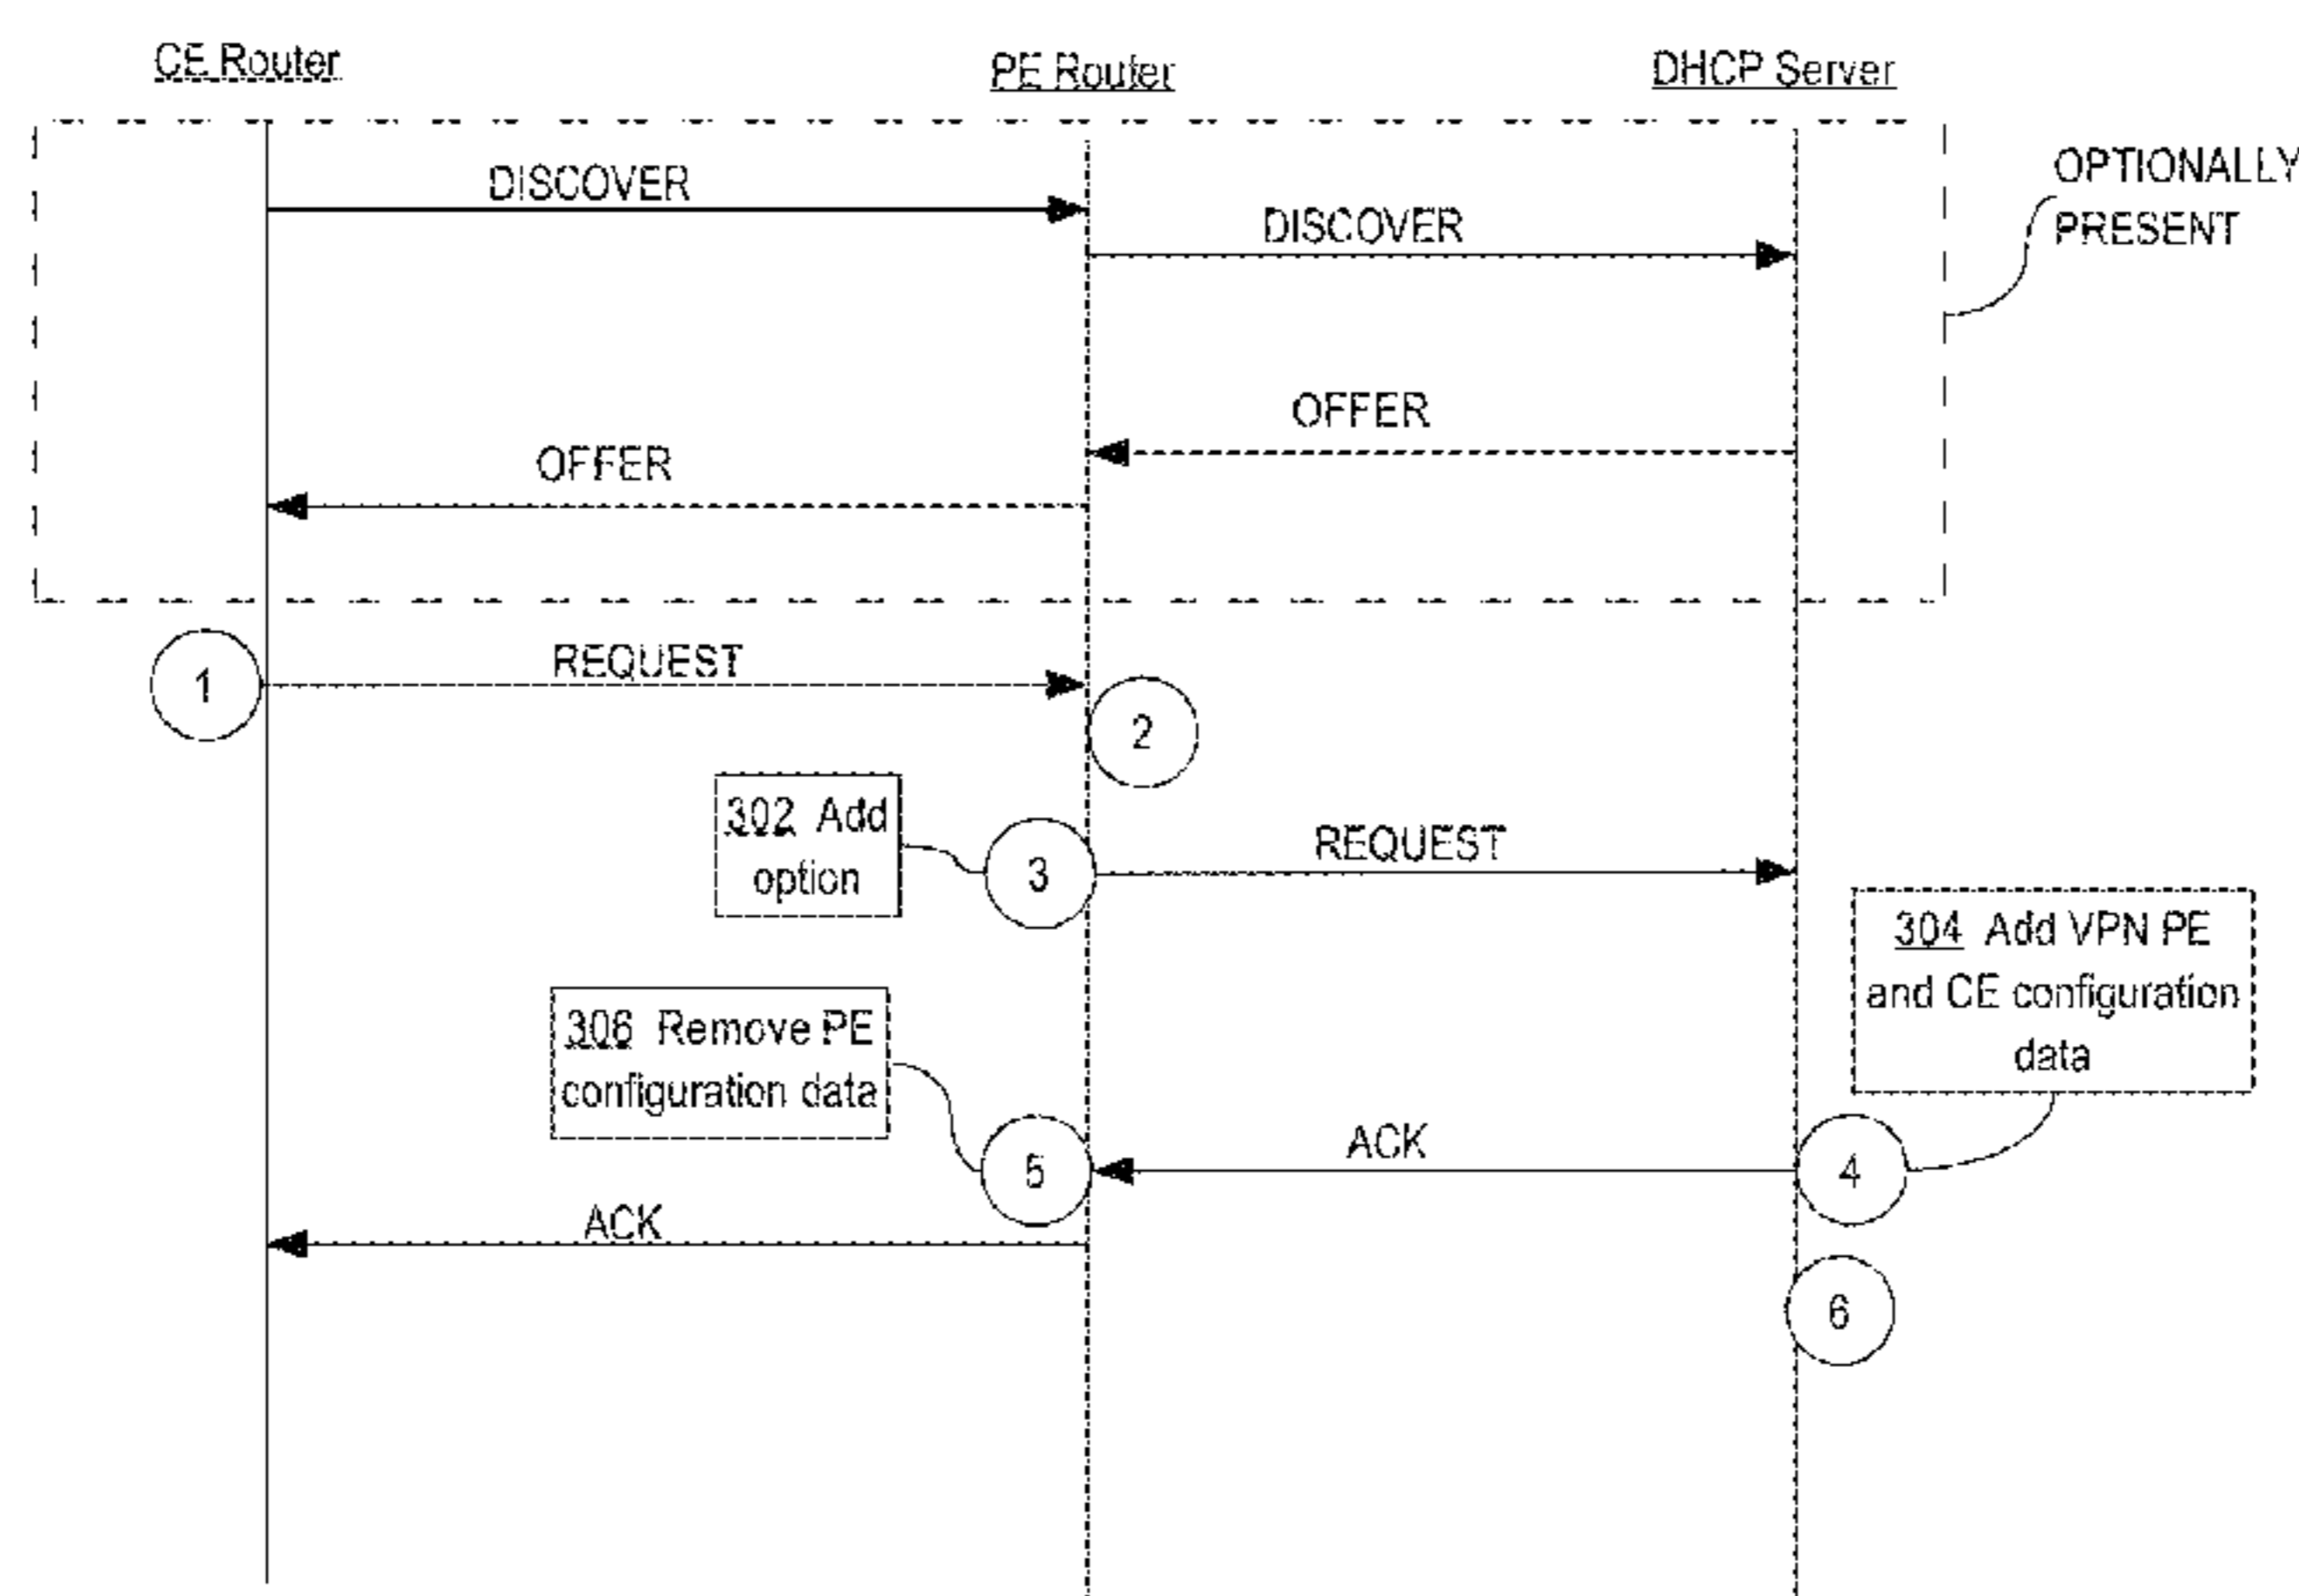 CE Router
PE Router
DHCP Server
DISCOVER
DISCOVER
OPTIONALLY
PRESENT
OFFER
OFFER
REQUEST
1
2
302 Add
option
3
REQUEST
304 Add VPN PE
and CE configuration
data
306 Remove PE
configuration data
ACK
5
4
ACK
6